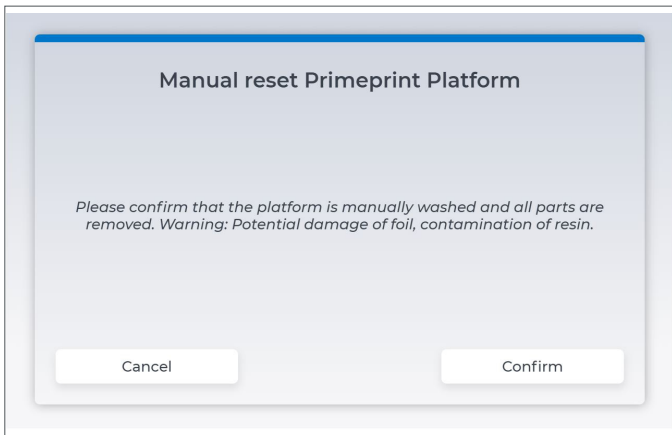 Manual reset Primeprint Platform
Please confirm that the platform is manually washed and all parts are
removed. Warning: Potential damage of foil, contamination of resin.
Cancel
Confirm